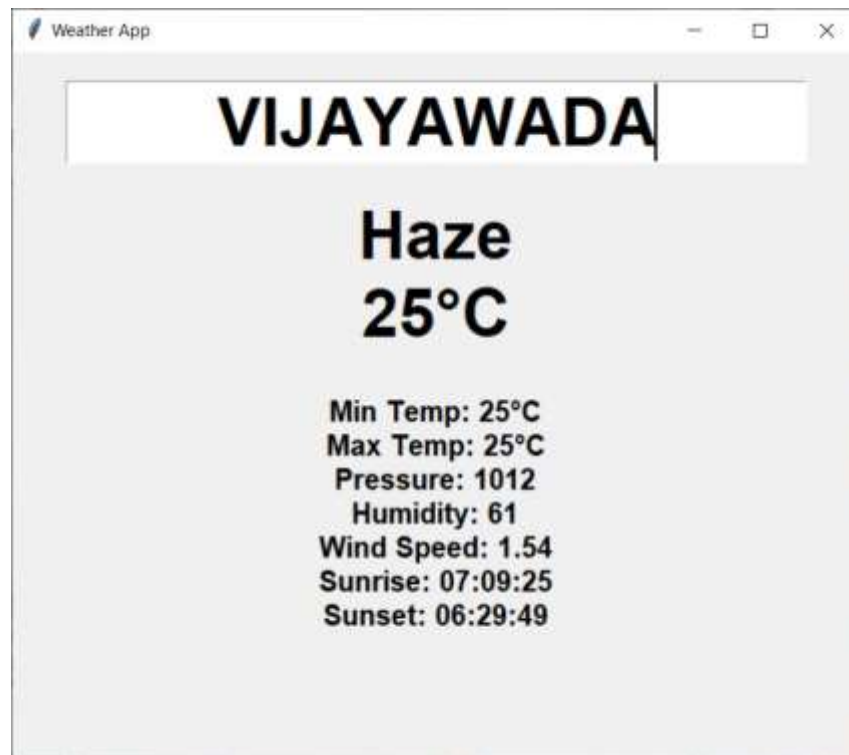 Weather App
VIJAYAWADA
Haze
25°C
Min Temp: 25°C
Max Temp: 25°C
Pressure: 1012
Humidity: 61
Wind Speed: 1.54
Sunrise: 07:09:25
Sunset: 06:29:49